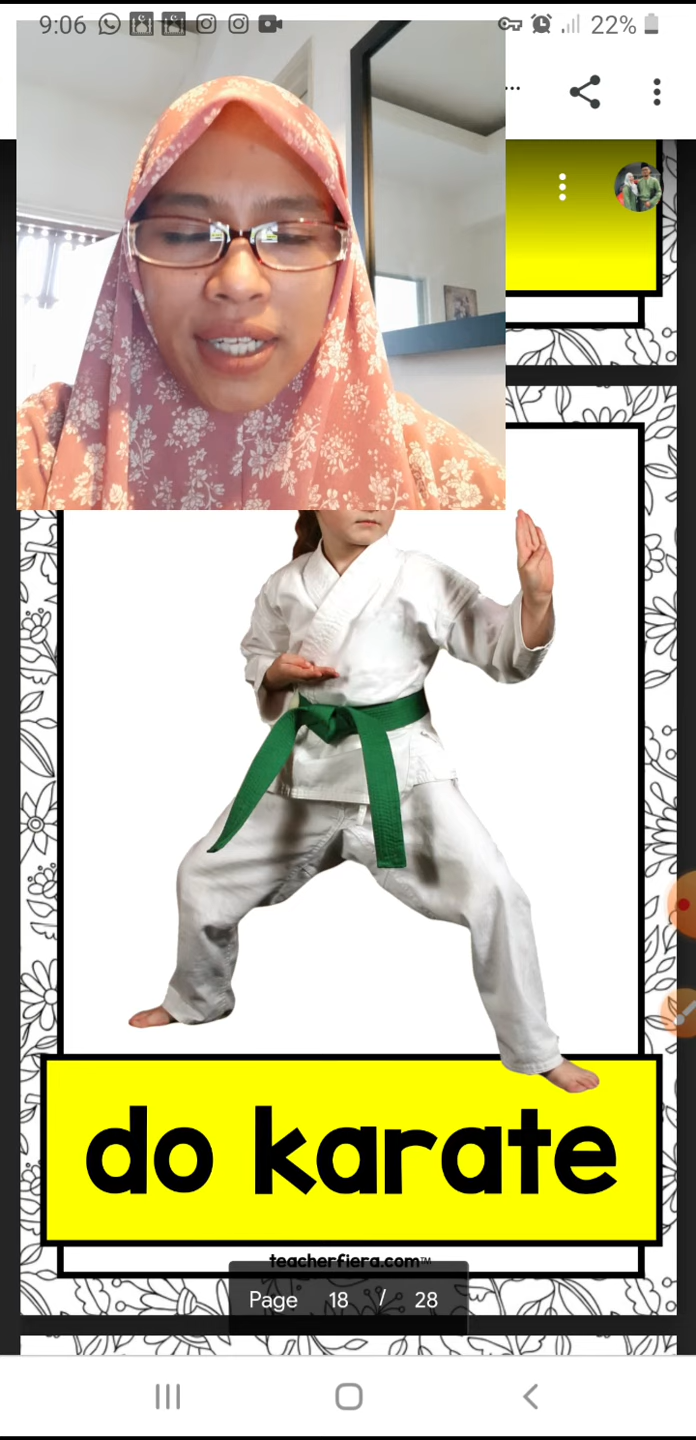 9:06
22%
...
do karate
teacherfiera.com™
Page 18 / 28